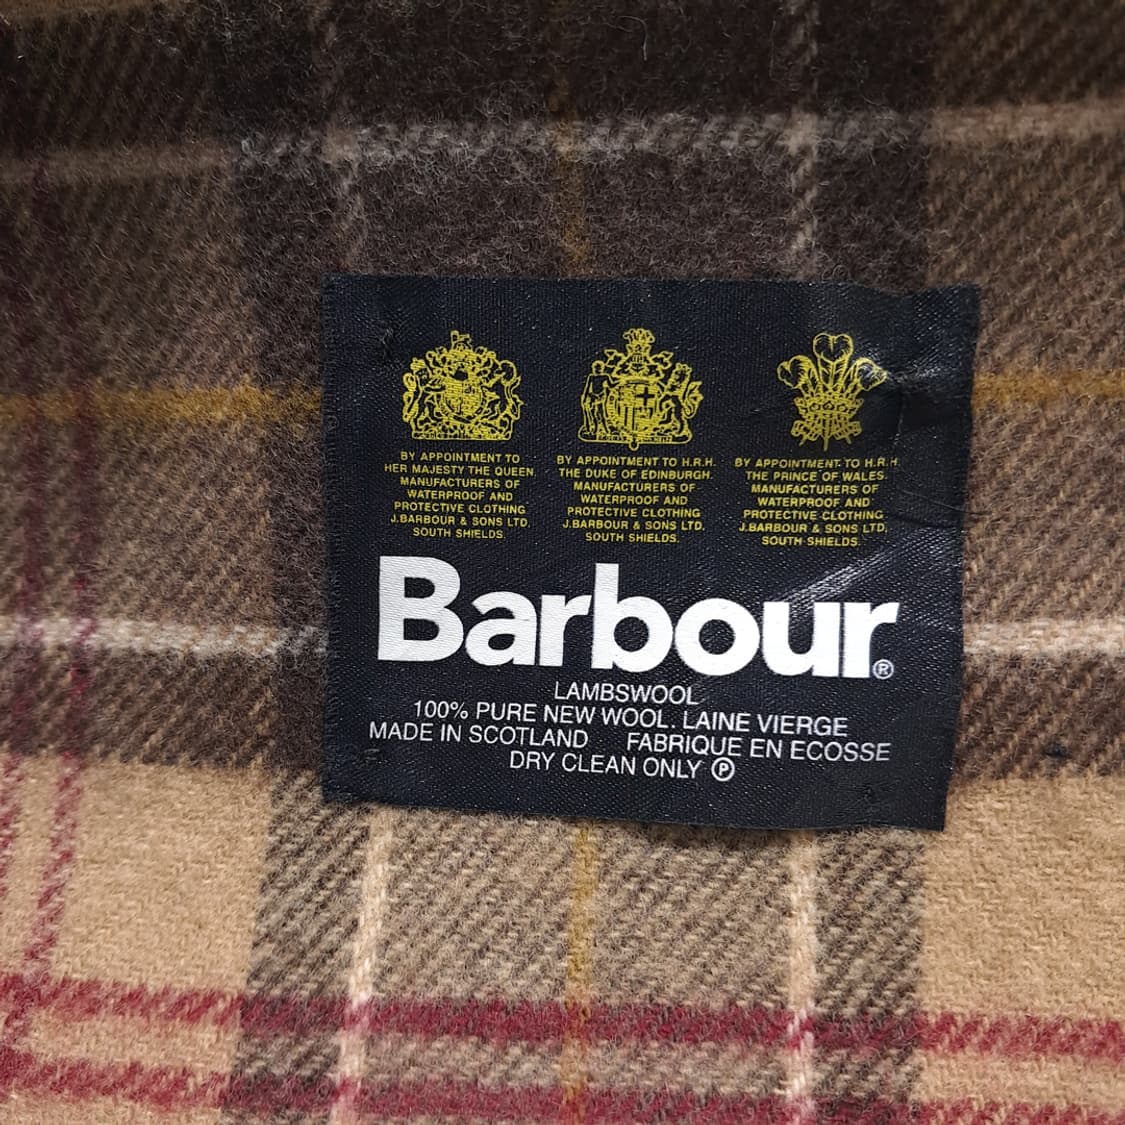 BY APPOINTMENT TO
HER MAJESTY THE QUEEN.
MANUFACTURERS OF
WATERPROOF AND
PROTECTIVE CLOTHING
J.BARBOUR & SONS LTD.
SOUTH SHIELDS.
BY APPOINTMENT TO H.R.H.
THE DUKE OF EDINBURGH.
MANUFACTURERS OF
WATERPROOF AND
PROTECTIVE CLOTHING
J.BARBOUR & SONS LTD.
SOUTH SHIELDS.
BY APPOINTMENT TO H.R.H.
THE PRINCE OF WALES.
MANUFACTURERS OF
WATERPROOF AND
PROTECTIVE CLOTHING
J.BARBOUR & SONS LTD.
SOUTH SHIELDS.
Barbour®
LAMBSWOOL
100% PURE NEW WOOL. LAINE VIERGE
MADE IN SCOTLAND FABRIQUE EN ECOSSE
DRY CLEAN ONLY Ⓟ